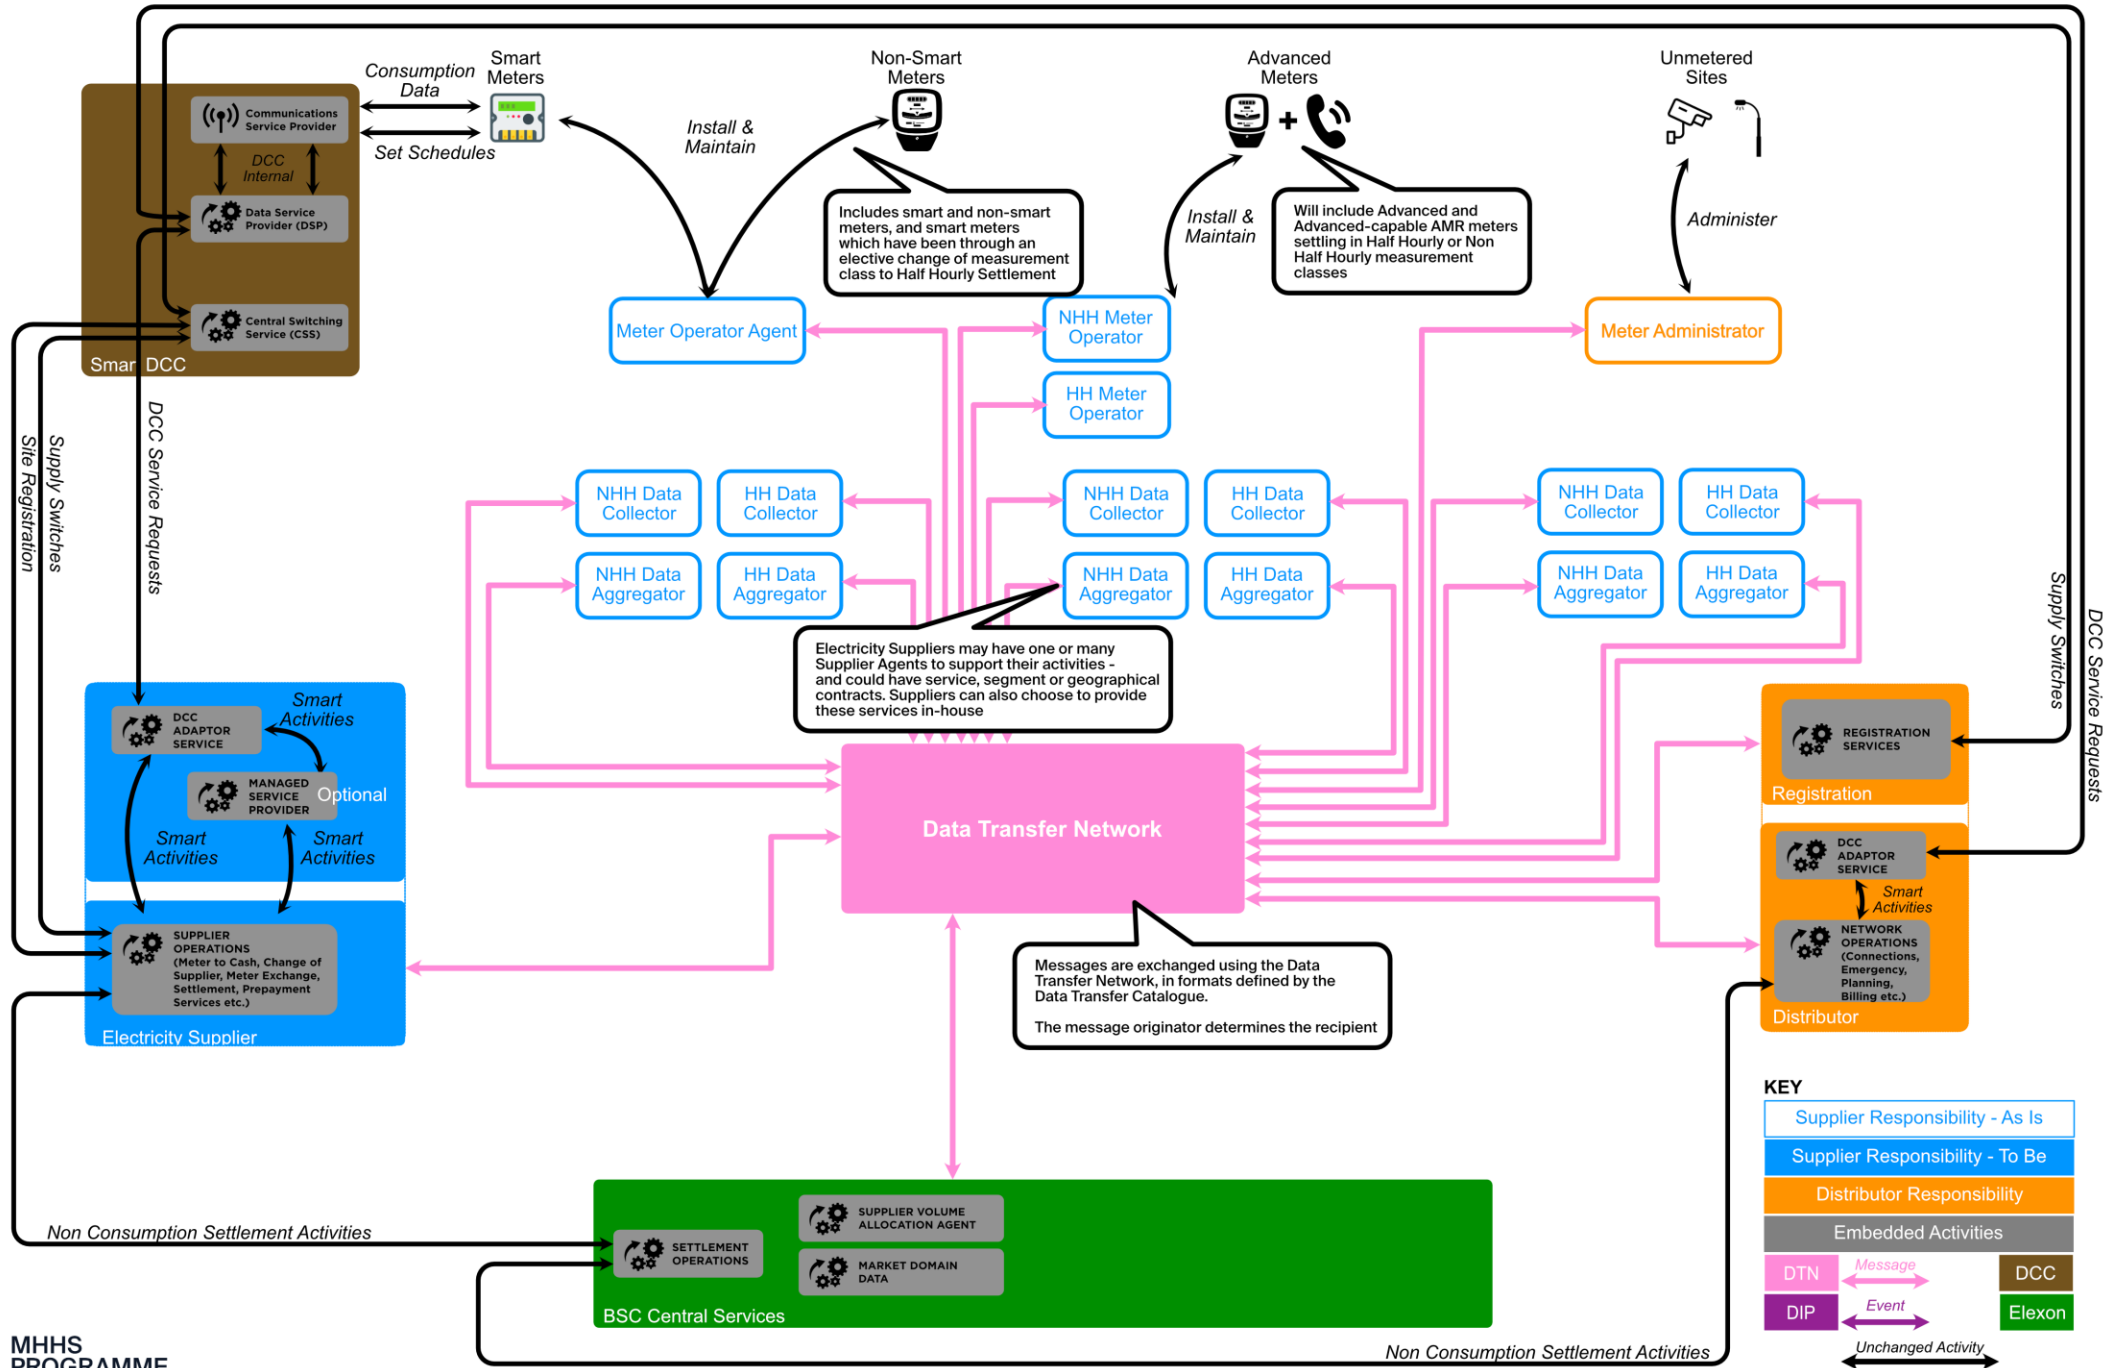 Smart
Meters
Non-Smart
Meters
Advanced
Meters
Unmetered
Sites
Consumption
Data
Set Schedules
Communications
Service Provider
DCC
Internal
Data Service
Provider (DSP)
Central Switching
Service (CSS)
Smart DCC
Install &
Maintain
Includes smart and non-smart
meters, and smart meters
which have been through an
elective change of measurement
class to Half Hourly Settlement
Install &
Maintain
Will include Advanced and
Advanced-capable AMR meters
settling in Half Hourly or Non
Half Hourly measurement
classes
Administer
Meter Operator Agent
NHH Meter
Operator
HH Meter
Operator
Meter Administrator
Site Registration
Supply Switches
DCC Service Requests
NHH Data
Collector
HH Data
Collector
NHH Data
Collector
HH Data
Collector
NHH Data
Collector
HH Data
Collector
NHH Data
Aggregator
HH Data
Aggregator
NHH Data
Aggregator
HH Data
Aggregator
NHH Data
Aggregator
HH Data
Aggregator
Supply Switches
DCC Service Requests
Electricity Suppliers may have one or many
Supplier Agents to support their activities -
and could have service, segment or geographical
contracts. Suppliers can also choose to provide
these services in-house
DCC
ADAPTOR
SERVICE
Smart
Activities
MANAGED
SERVICE
PROVIDER
Optional
Smart
Activities
Smart
Activities
SUPPLIER
OPERATIONS
(Meter to Cash, Change of
Supplier, Meter Exchange,
Settlement, Prepayment
Services etc.)
Electricity Supplier
Data Transfer Network
Messages are exchanged using the Data
Transfer Network, in formats defined by the
Data Transfer Catalogue.
The message originator determines the recipient
REGISTRATION
SERVICES
Registration
DCC
ADAPTOR
SERVICE
Smart
Activities
NETWORK
OPERATIONS
(Connections,
Emergency,
Planning,
Billing etc.)
Distributor
Non Consumption Settlement Activities
SETTLEMENT
OPERATIONS
SUPPLIER VOLUME
ALLOCATION AGENT
MARKET DOMAIN
DATA
BSC Central Services
Non Consumption Settlement Activities
KEY
Supplier Responsibility - As Is
Supplier Responsibility - To Be
Distributor Responsibility
Embedded Activities
DTN
Message
DCC
DIP
Event
Elexon
Unchanged Activity
MHHS
PROGRAMME